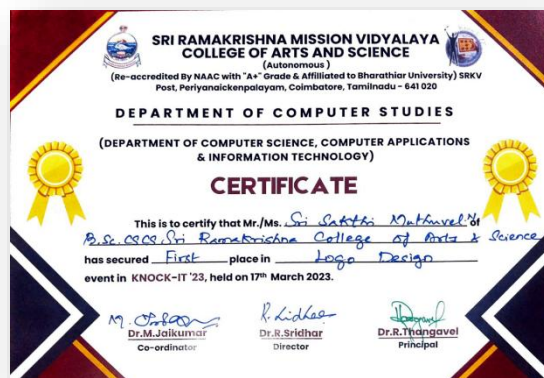 SRI RAMAKRISHNA MISSION VIDYALAYA
COLLEGE OF ARTS AND SCIENCE
(Autonomous)
(Re-accredited By NAAC with "A+" Grade & Affiliated to Bharathiar University) SRKV
Post, Periyanaickenpalayam, Coimbatore, Tamilnadu - 641 020
DEPARTMENT OF COMPUTER STUDIES
(DEPARTMENT OF COMPUTER SCIENCE, COMPUTER APPLICATIONS
& INFORMATION TECHNOLOGY)
CERTIFICATE
This is to certify that Mr./Ms. Sri Sakthi Muthuvel N of
B.Sc. CSCS, Sri Ramakrishna College of Arts & Science
has secured First place in Logo Design
event in KNOCK-IT '23, held on 17th March 2023.
Dr.M.Jaikumar Dr.R.Sridhar Dr.R.Thangavel
Co-ordinator Director Principal